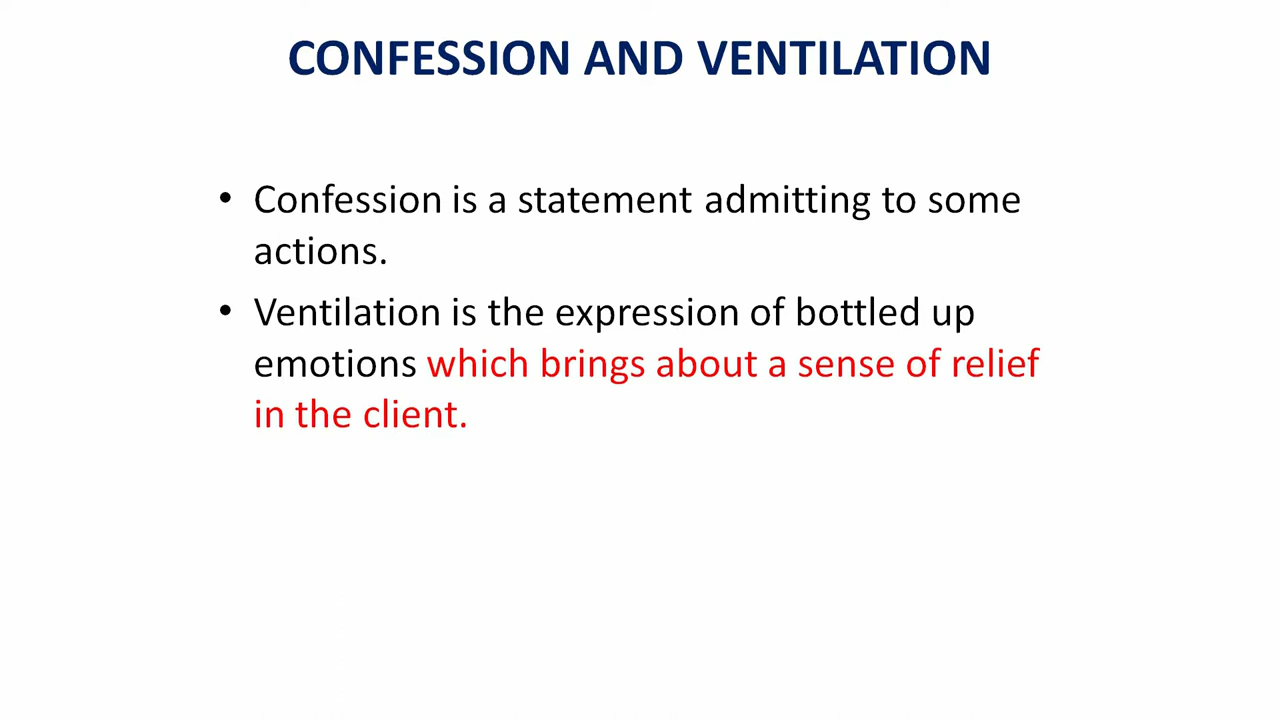 CONFESSION AND VENTILATION
• Confession is a statement admitting to some
actions.
• Ventilation is the expression of bottled up
emotions which brings about a sense of relief
in the client.